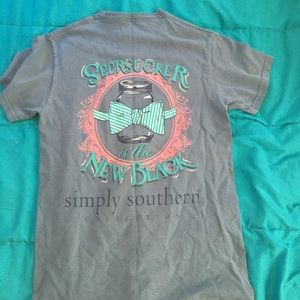 SEERSUCKER
is the
NEW BLACK
simply southern
COLLECTION